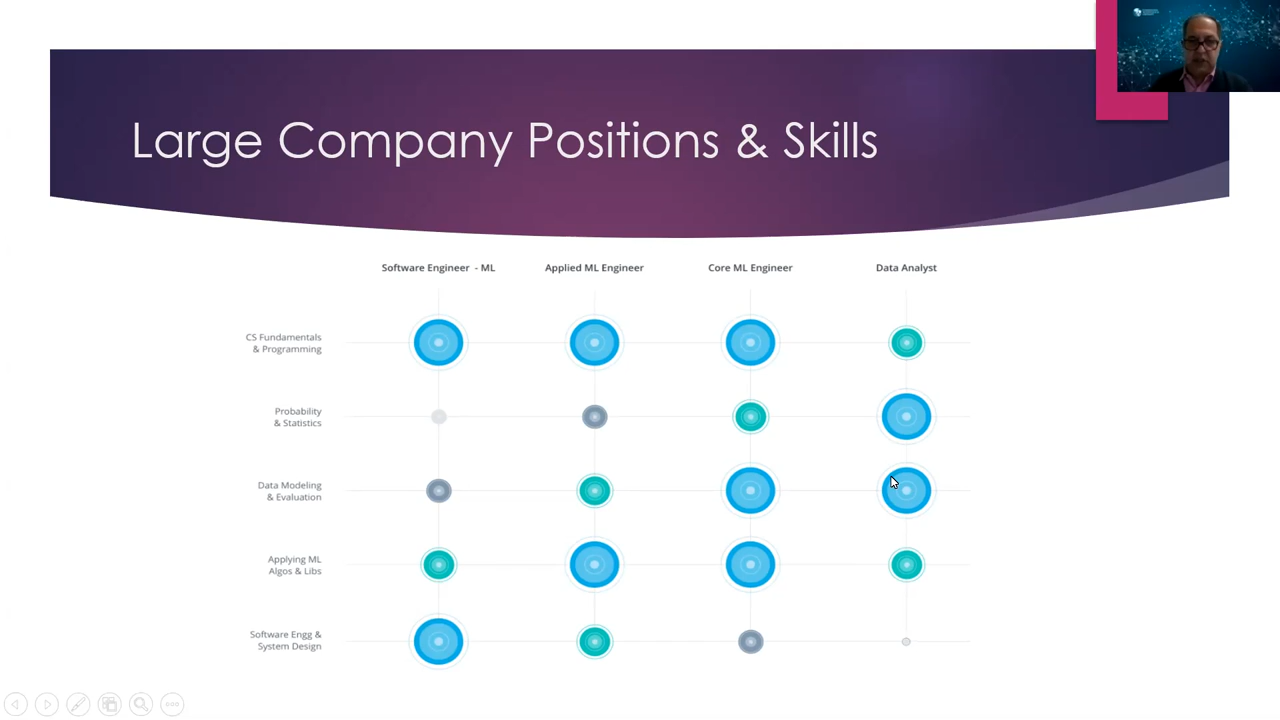 Large Company Positions & Skills
Software Engineer - ML
Applied ML Engineer
Core ML Engineer
Data Analyst
CS Fundamentals
& Programming
Probability
& Statistics
Data Modeling
& Evaluation
Applying ML
Algos & Libs
Software Engg &
System Design